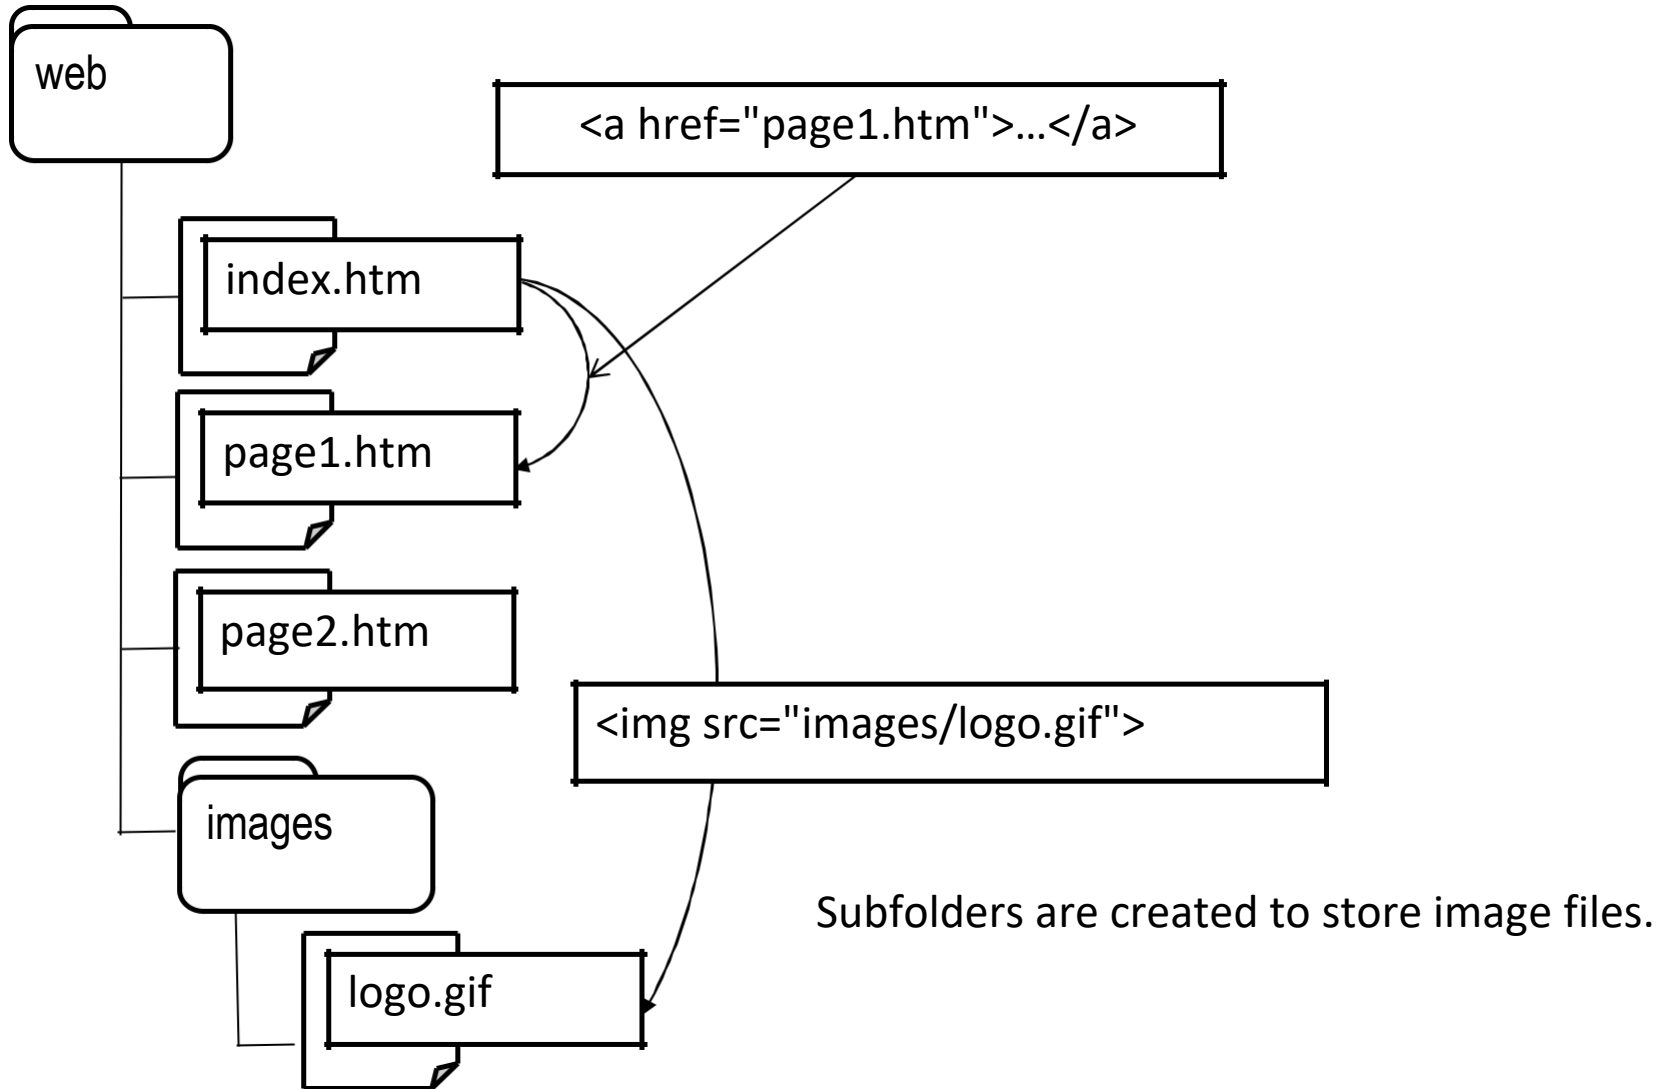 web
<a href="page1.htm">...</a>
index.htm
page1.htm
page2.htm
<img src="images/logo.gif">
images
Subfolders are created to store image files.
logo.gif